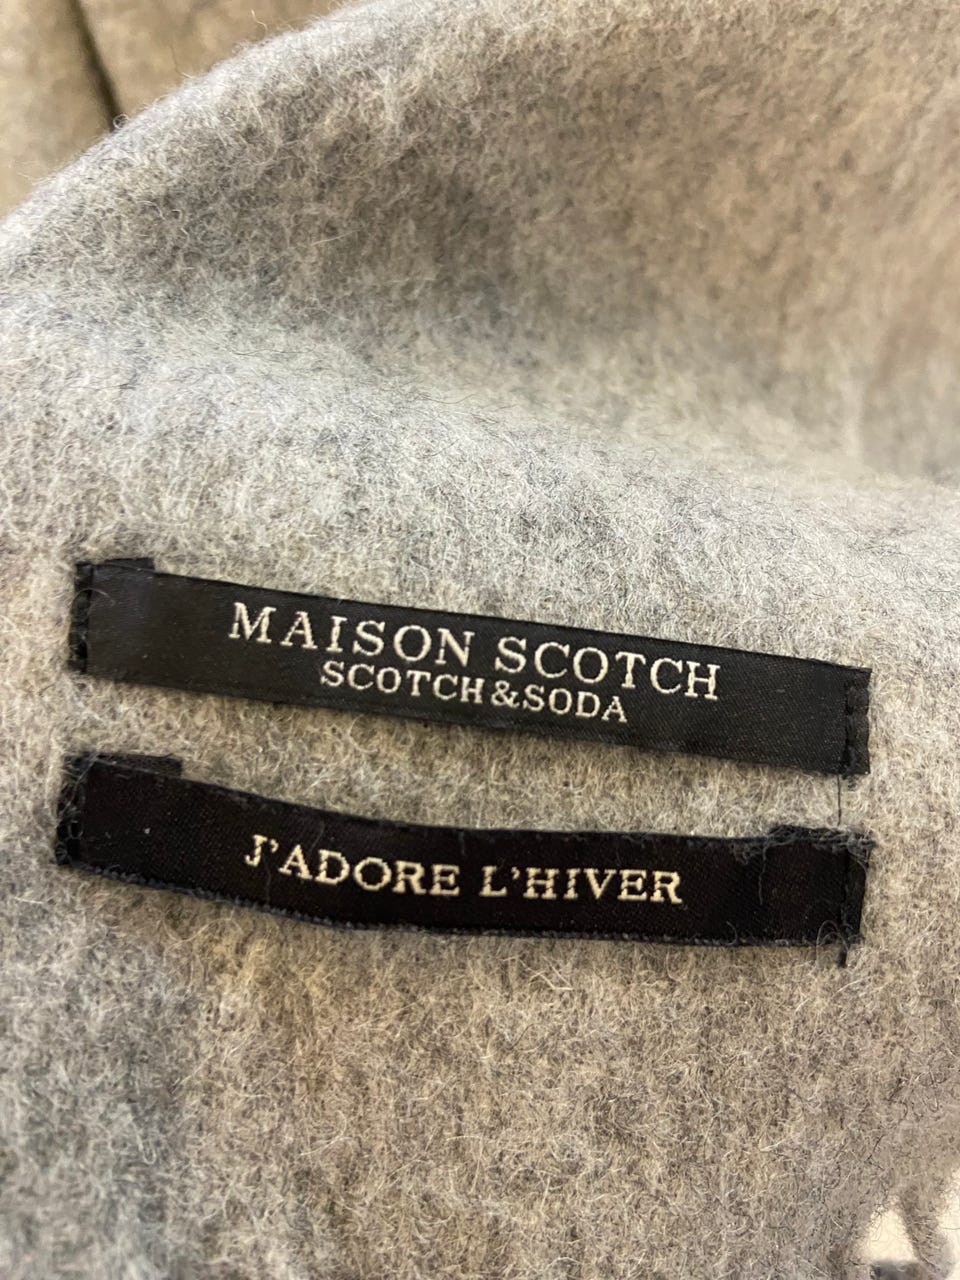 MAISON SCOTCH
SCOTCH & SODA
J'ADORE L'HIVER